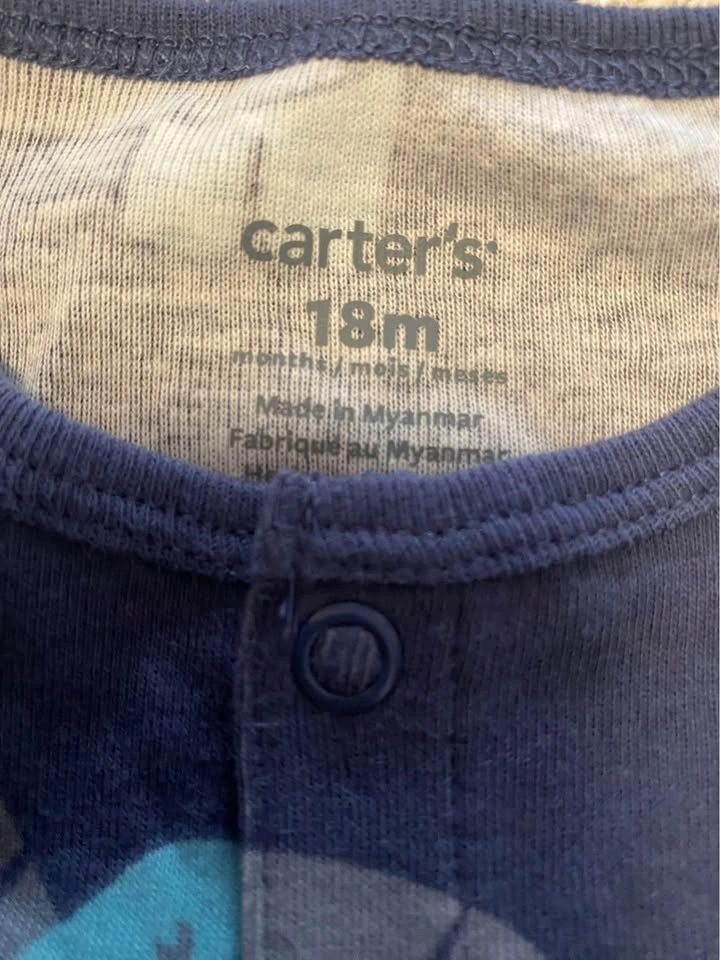 carter's
18m
months / mois / meses
Made in Myanmar
Fabriqué au Myanmar